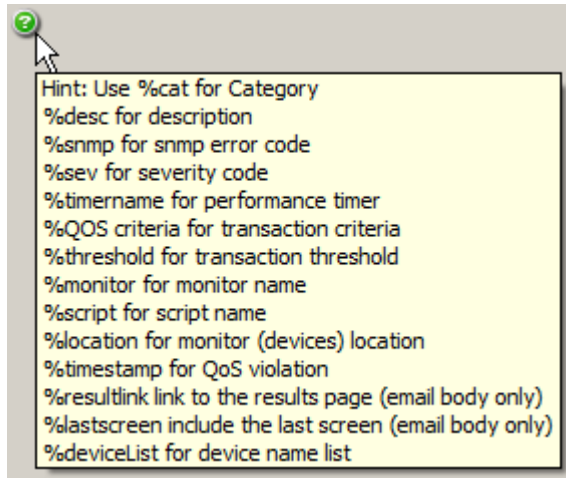 ?
Hint: Use %cat for Category
%desc for description
%snmp for snmp error code
%sev for severity code
%timername for performance timer
%QOS criteria for transaction criteria
%threshold for transaction threshold
%monitor for monitor name
%script for script name
%location for monitor (devices) location
%timestamp for QoS violation
%resultlink link to the results page (email body only)
%lastscreen include the last screen (email body only)
%deviceList for device name list